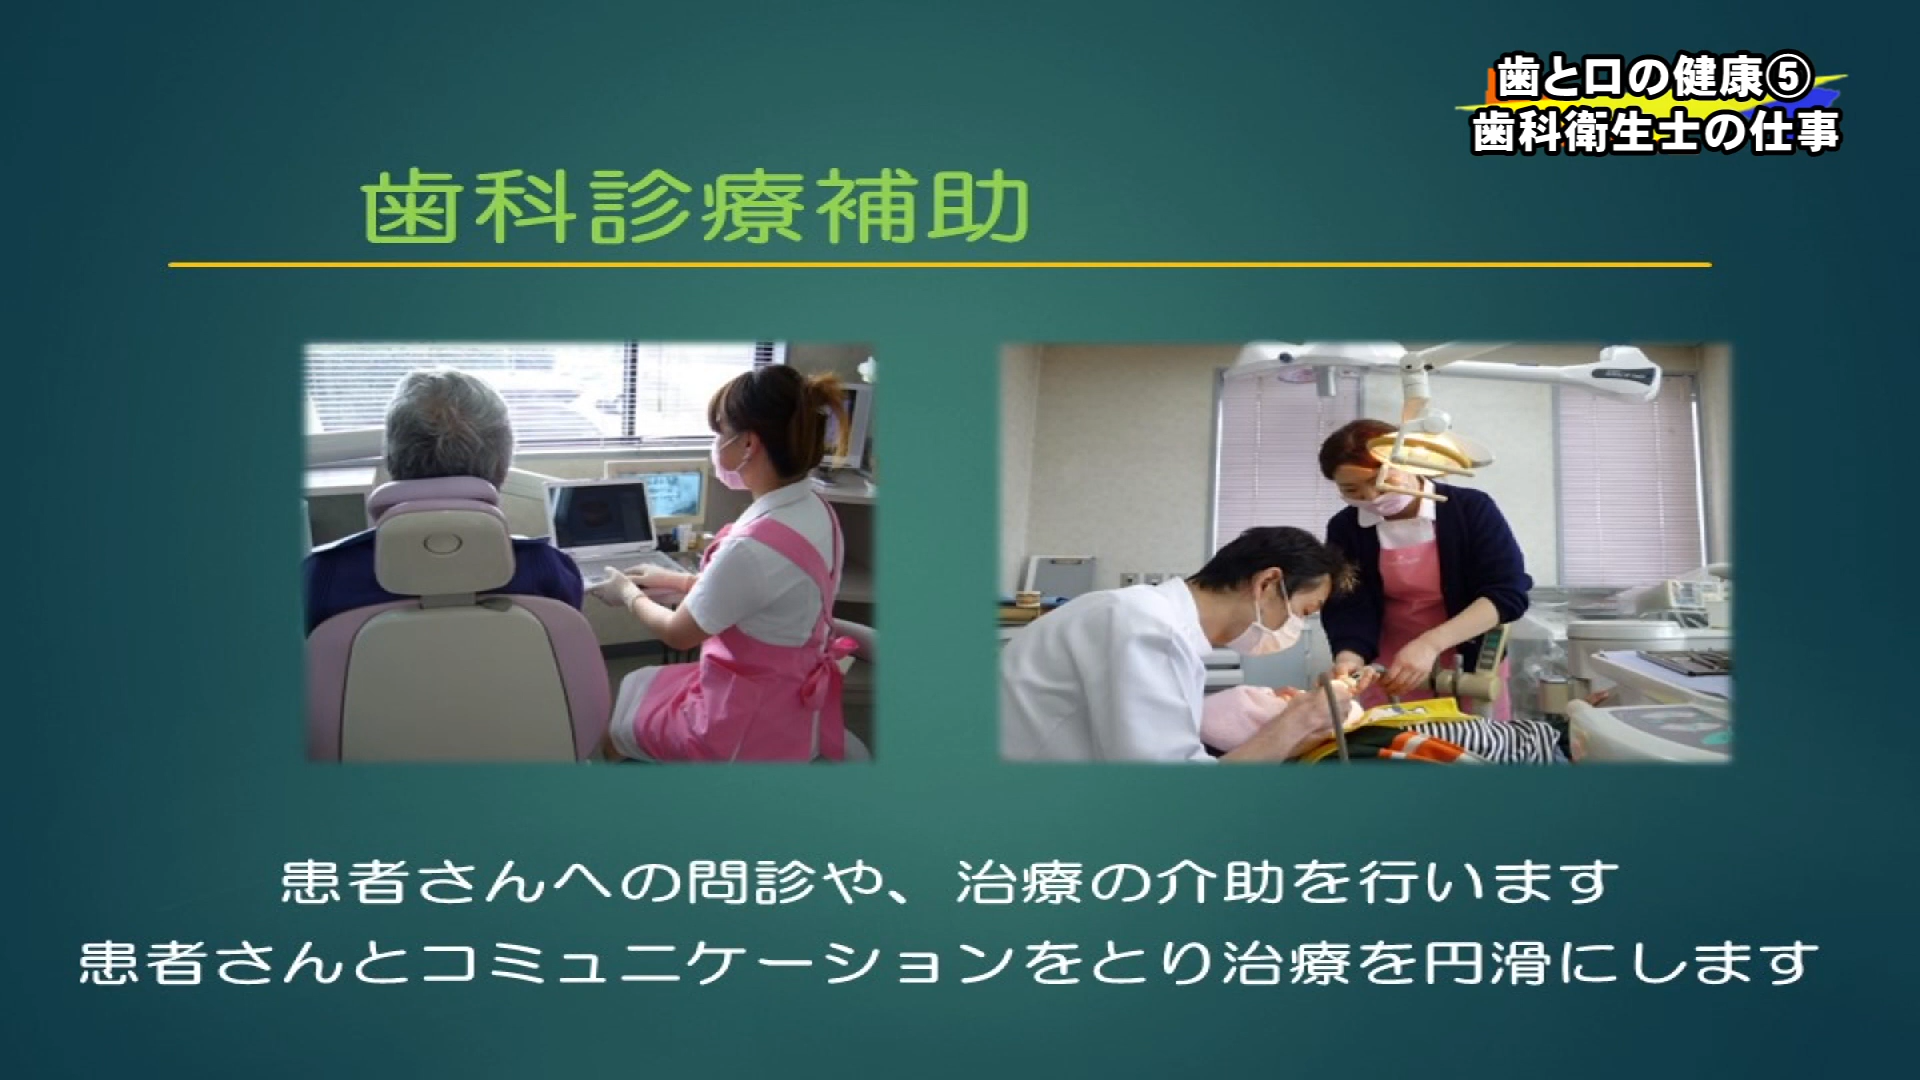 歯と口の健康⑤
歯科衛生士の仕事
歯科診療補助
患者さんへの問診や、治療の介助を行います
患者さんとコミュニケーションをとり治療を円滑にします